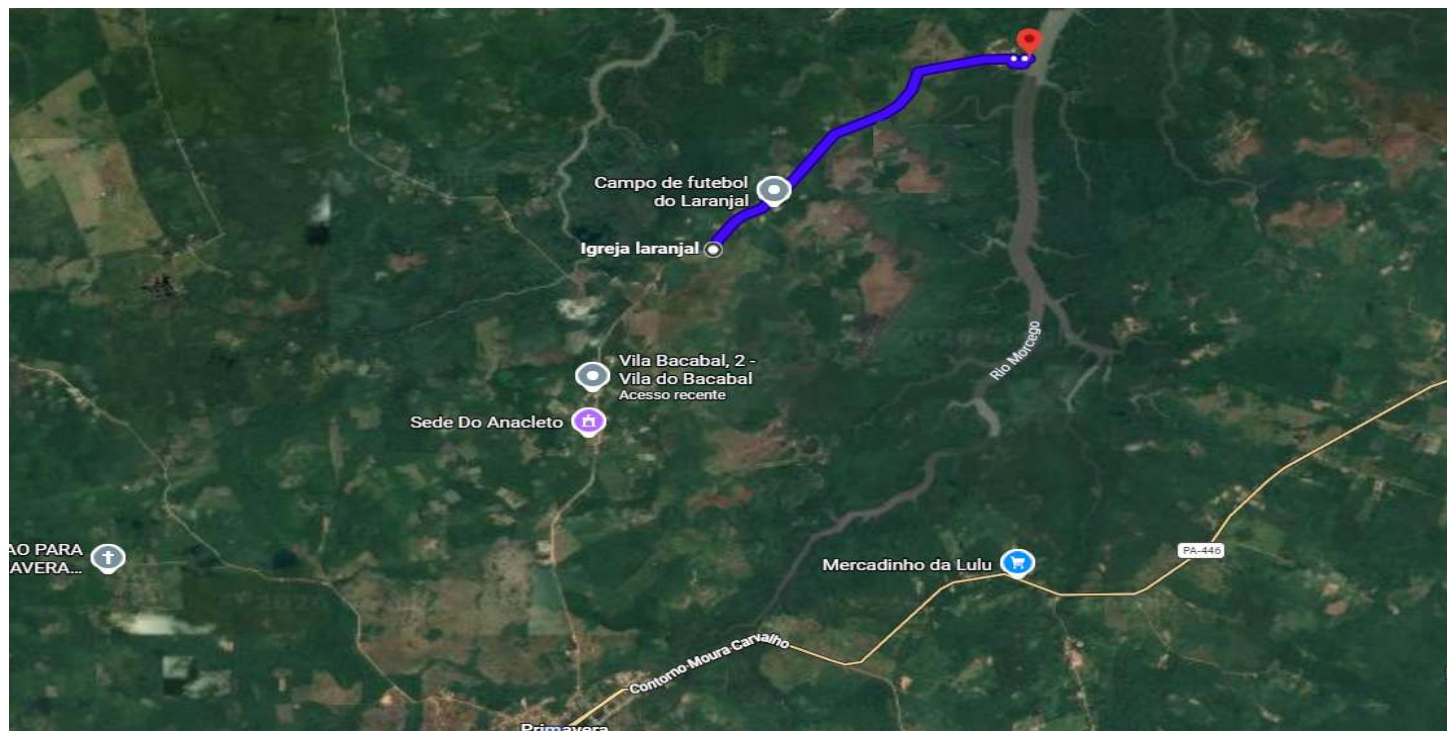 Campo de futebol
do Laranjal
Igreja laranjal
Rio Morcego
Vila Bacabal, 2 -
Vila do Bacabal
Acesso recente
Sede Do Anacleto
AO PARA
AVERA...
Mercadinho da Lulu
PA-446
Contorno Moura Carvalho
Primavera